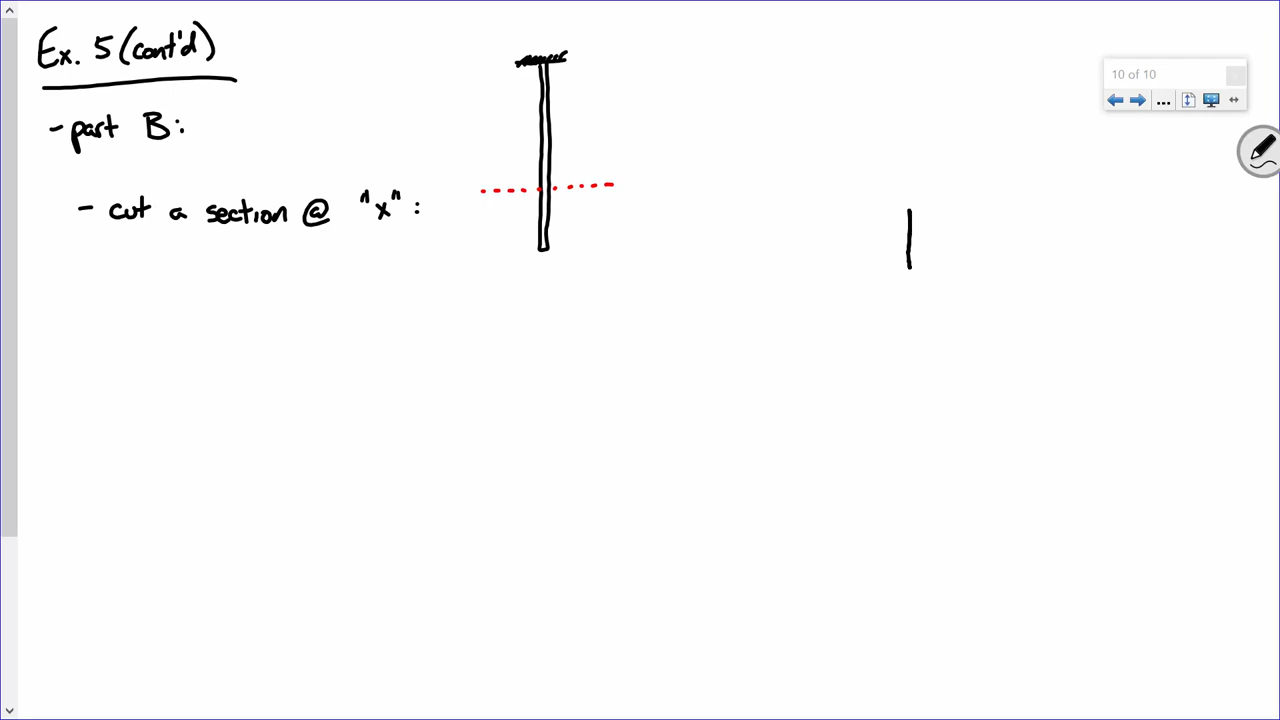 Ex. 5 (cont'd)
- part B:
- cut a section @ "x" :
10 of 10
...